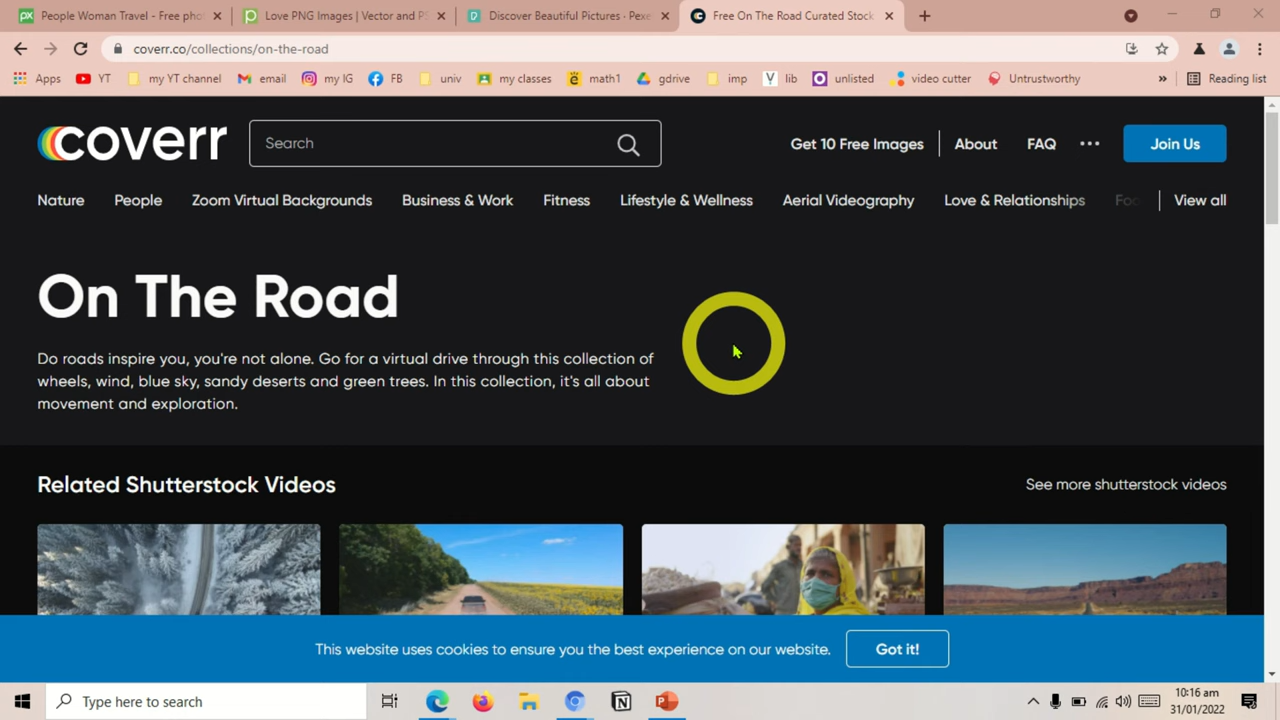 People Woman Travel - Free pho
Love PNG Images | Vector and PS
Discover Beautiful Pictures · Pexe
Free On The Road Curated Stock
coverr.co/collections/on-the-road
Apps
YT
my YT channel
email
my IG
FB
univ
my classes
math1
gdrive
imp
lib
unlisted
video cutter
Untrustworthy
»
Reading list
coverr
Search
Get 10 Free Images
About
FAQ
Join Us
Nature
People
Zoom Virtual Backgrounds
Business & Work
Fitness
Lifestyle & Wellness
Aerial Videography
Love & Relationships
View all
On The Road
Do roads inspire you, you're not alone. Go for a virtual drive through this collection of
wheels, wind, blue sky, sandy deserts and green trees. In this collection, it's all about
movement and exploration.
Related Shutterstock Videos
See more shutterstock videos
This website uses cookies to ensure you the best experience on our website.
Got it!
Type here to search
10:16 am
31/01/2022